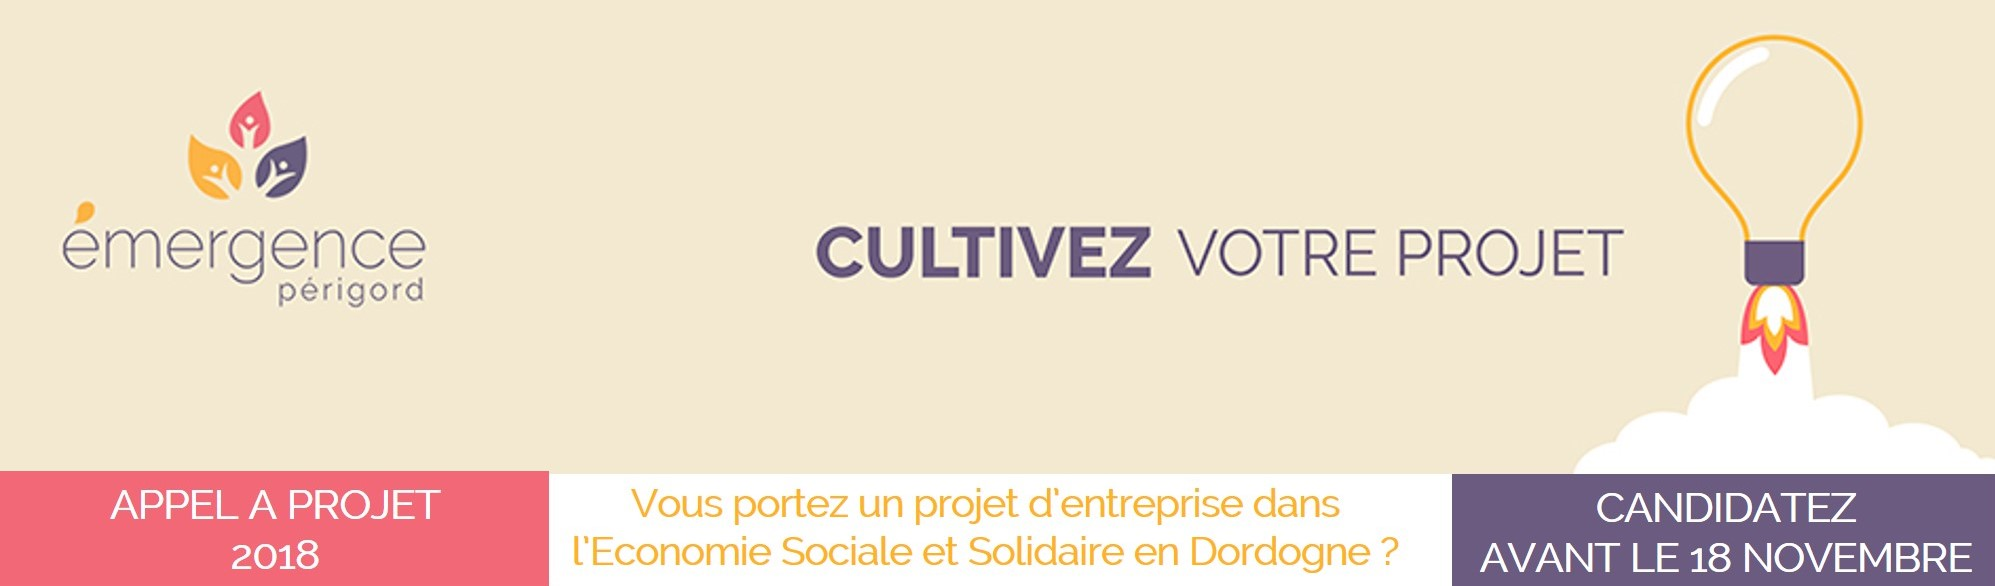 émergence
périgord
CULTIVEZ VOTRE PROJET
APPEL A PROJET
2018
Vous portez un projet d'entreprise dans
l'Economie Sociale et Solidaire en Dordogne ?
CANDIDATEZ
AVANT LE 18 NOVEMBRE